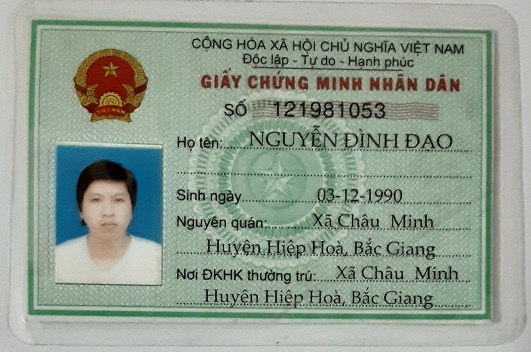 CỘNG HÒA XÃ HỘI CHỦ NGHĨA VIỆT NAM
Độc lập - Tự do - Hạnh phúc
GIẤY CHỨNG MINH NHÂN DÂN
SỐ 121981053
Họ tên: NGUYỄN ĐÌNH ĐẠO
Sinh ngày 03-12-1990
Nguyên quán: Xã Châu Minh
Huyện Hiệp Hoà, Bắc Giang
Nơi ĐKHK thường trú: Xã Châu Minh
Huyện Hiệp Hoà, Bắc Giang